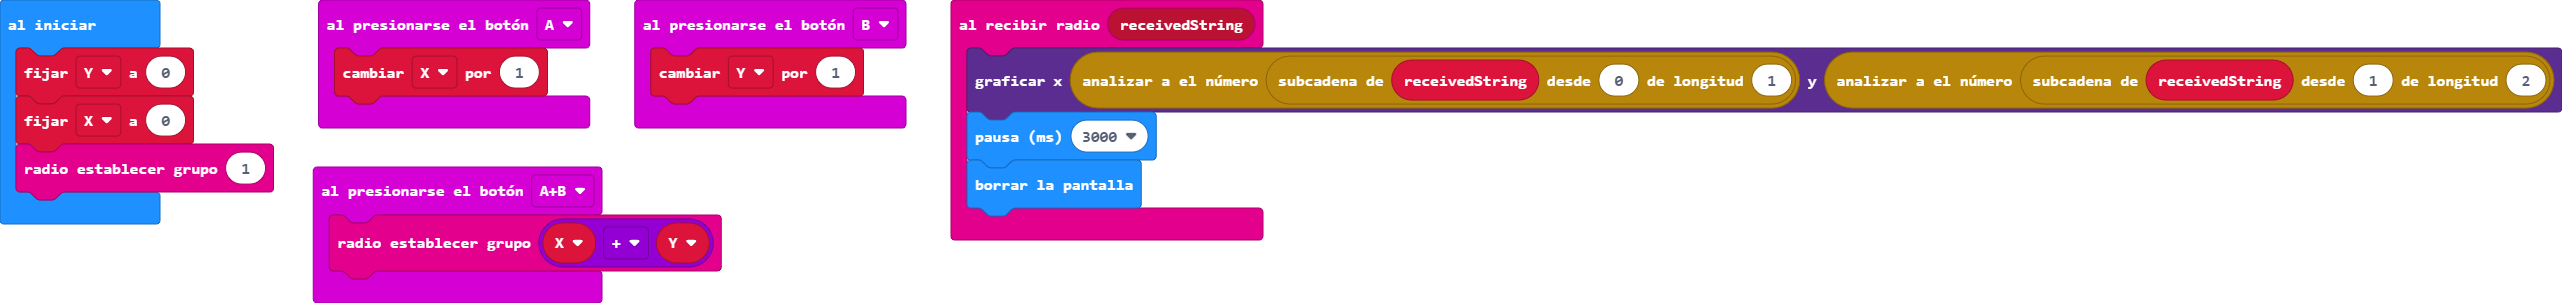 al iniciar
fijar Y a 0
fijar X a 0
radio establecer grupo 1
al presionarse el botón A
cambiar X por 1
al presionarse el botón B
cambiar Y por 1
al presionarse el botón A+B
radio establecer grupo X + Y
al recibir radio receivedString
graficar x analizar a el número subcadena de receivedString desde 0 de longitud 1 y analizar a el número subcadena de receivedString desde 1 de longitud 2
pausa (ms) 3000
borrar la pantalla